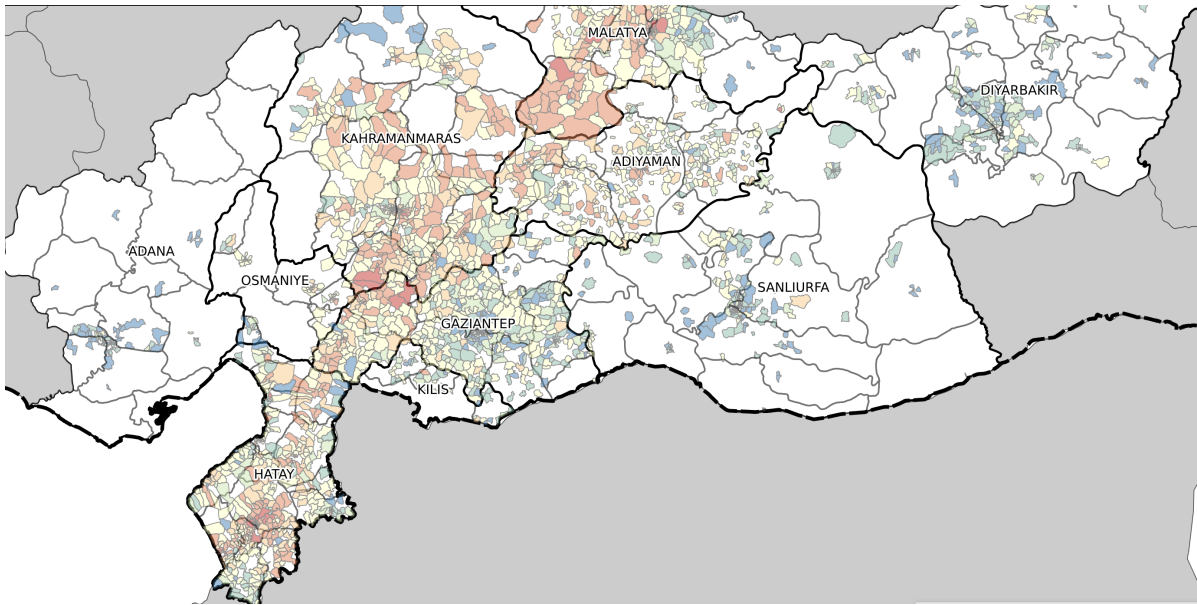 MALATYA
DIYARBAKIR
KAHRAMANMARAS
ADIYAMAN
ADANA
OSMANIYE
SANLIURFA
GAZIANTEP
KILIS
HATAY